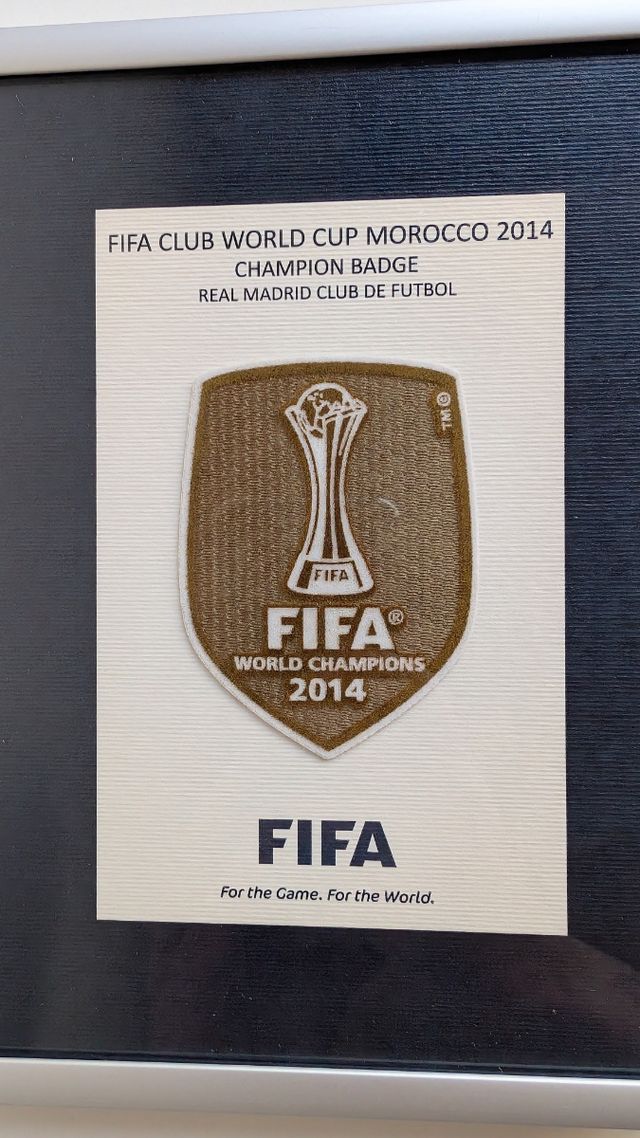 FIFA CLUB WORLD CUP MOROCCO 2014
CHAMPION BADGE
REAL MADRID CLUB DE FUTBOL
©™
FIFA
FIFA®
WORLD CHAMPIONS
2014
FIFA
For the Game. For the World.